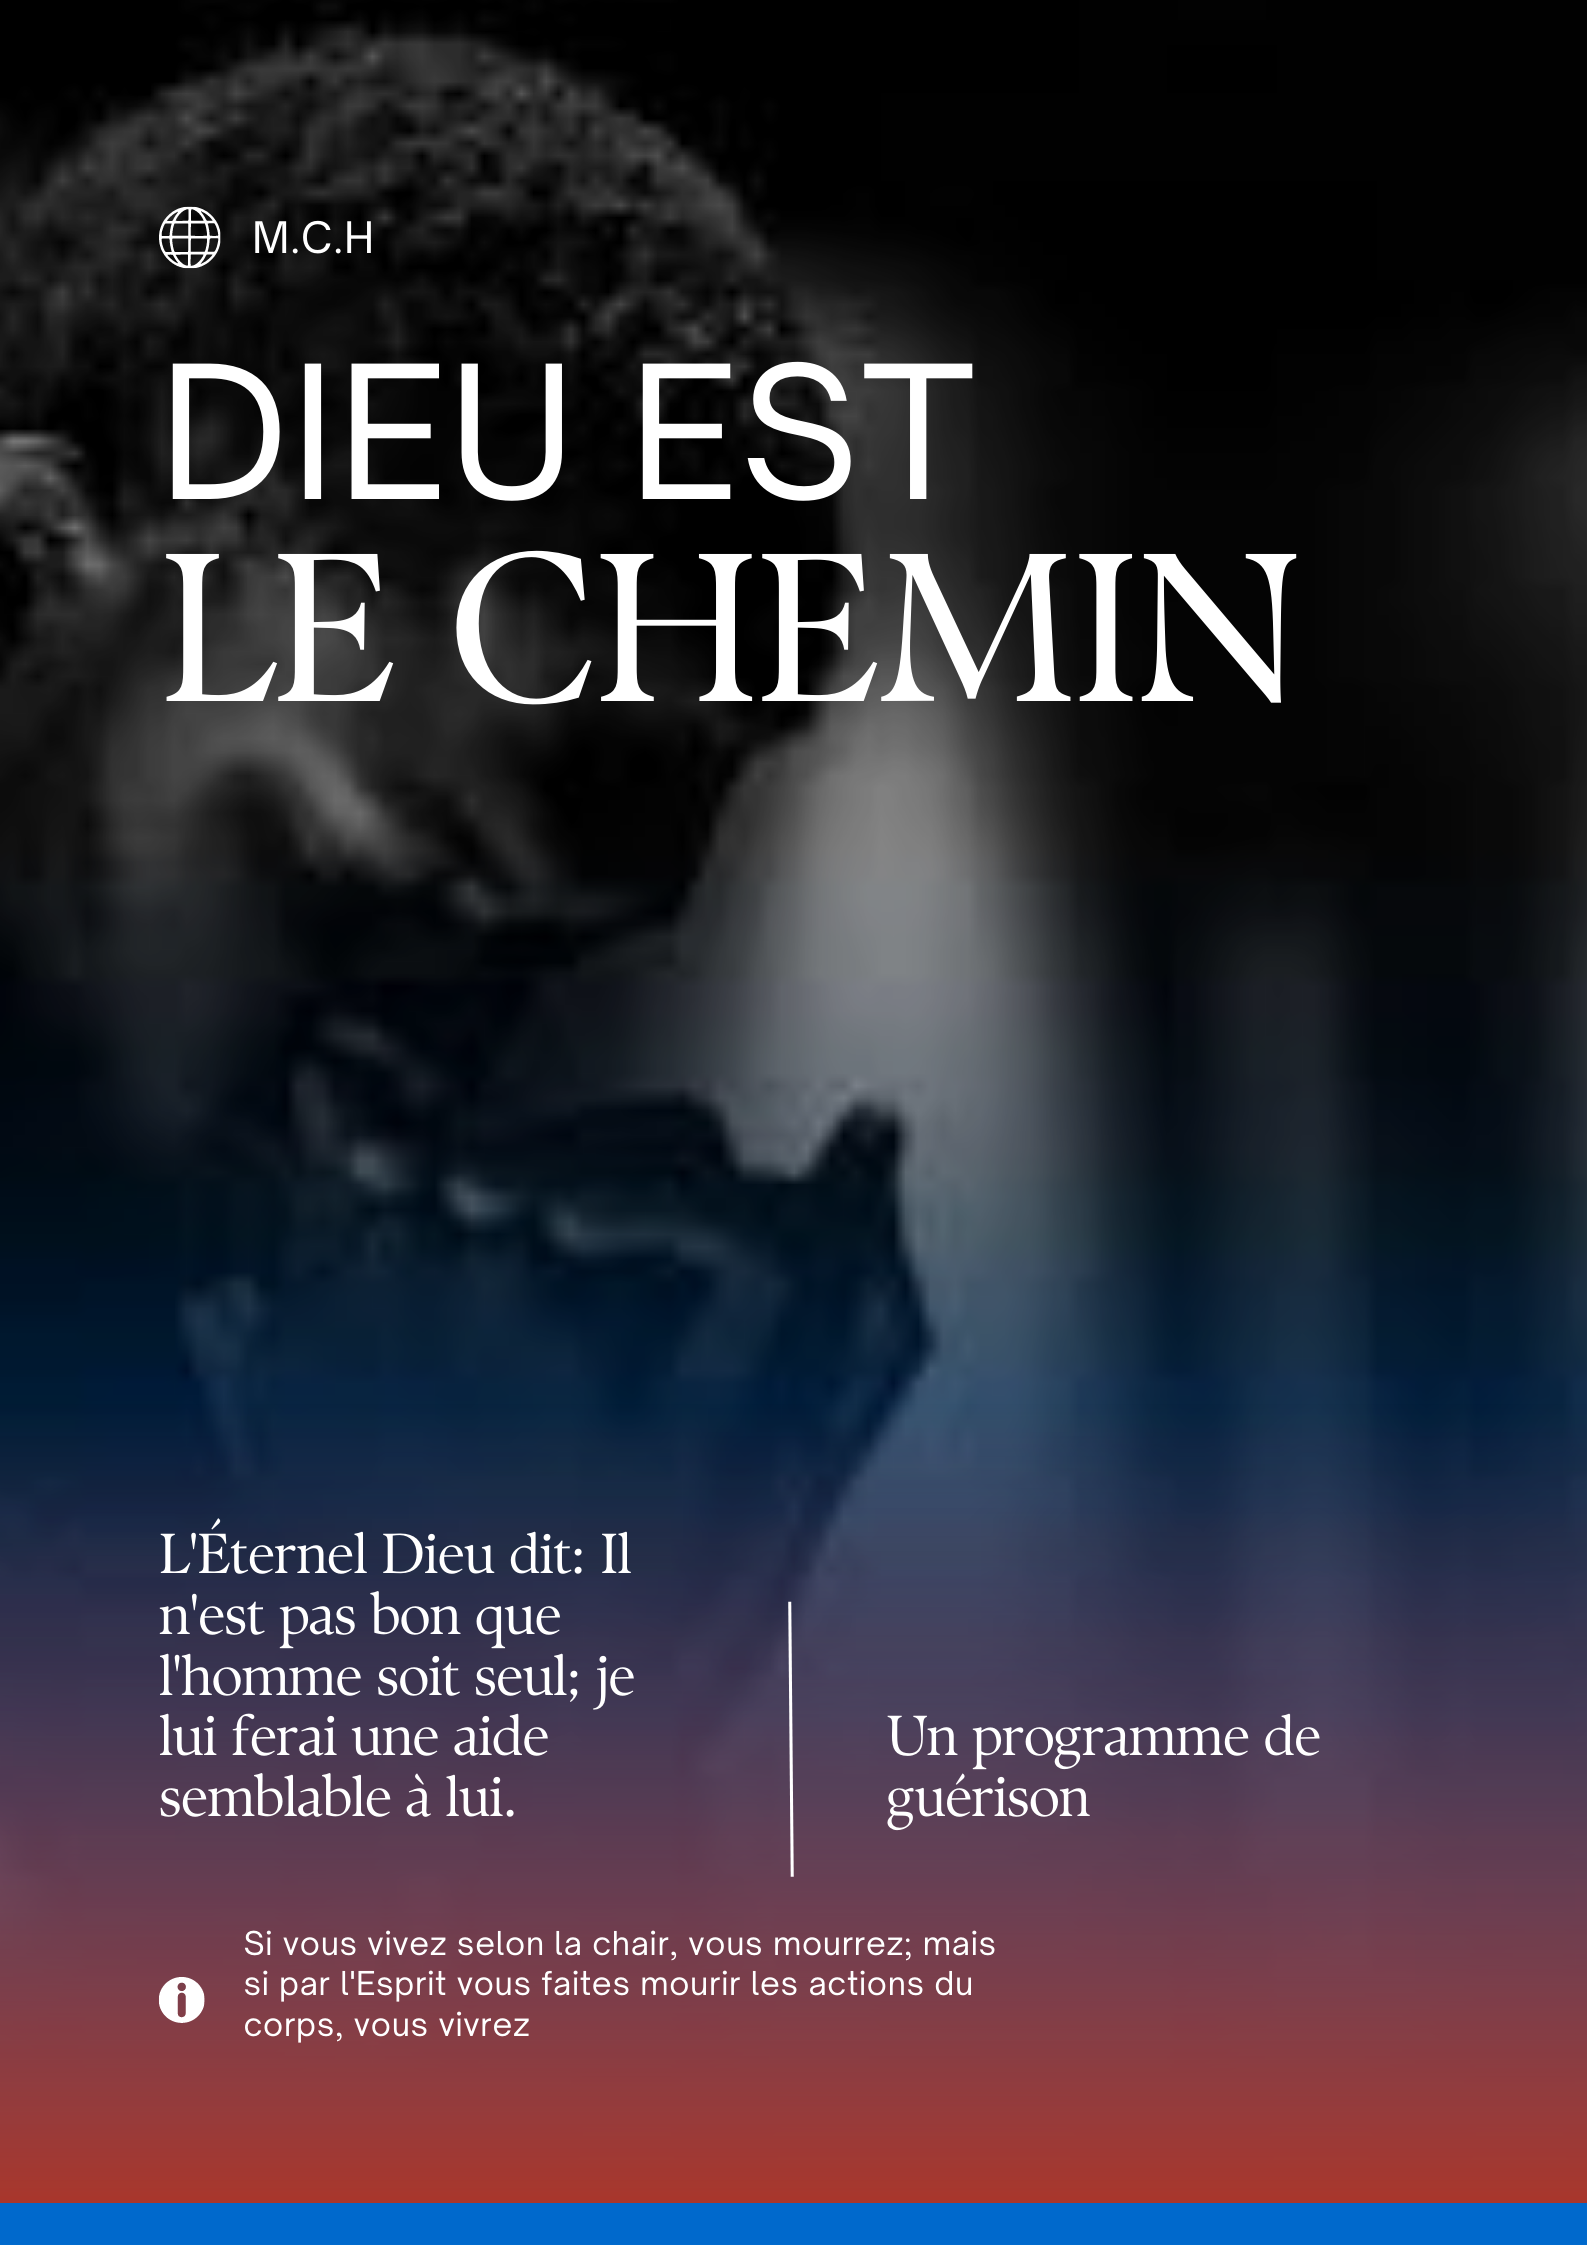 M.C.H
DIEU EST
LE CHEMIN
L'Éternel Dieu dit: Il
n'est pas bon que
l'homme soit seul; je
lui ferai une aide
semblable à lui.
Un programme de
guérison
Si vous vivez selon la chair, vous mourrez; mais
si par l'Esprit vous faites mourir les actions du
corps, vous vivrez